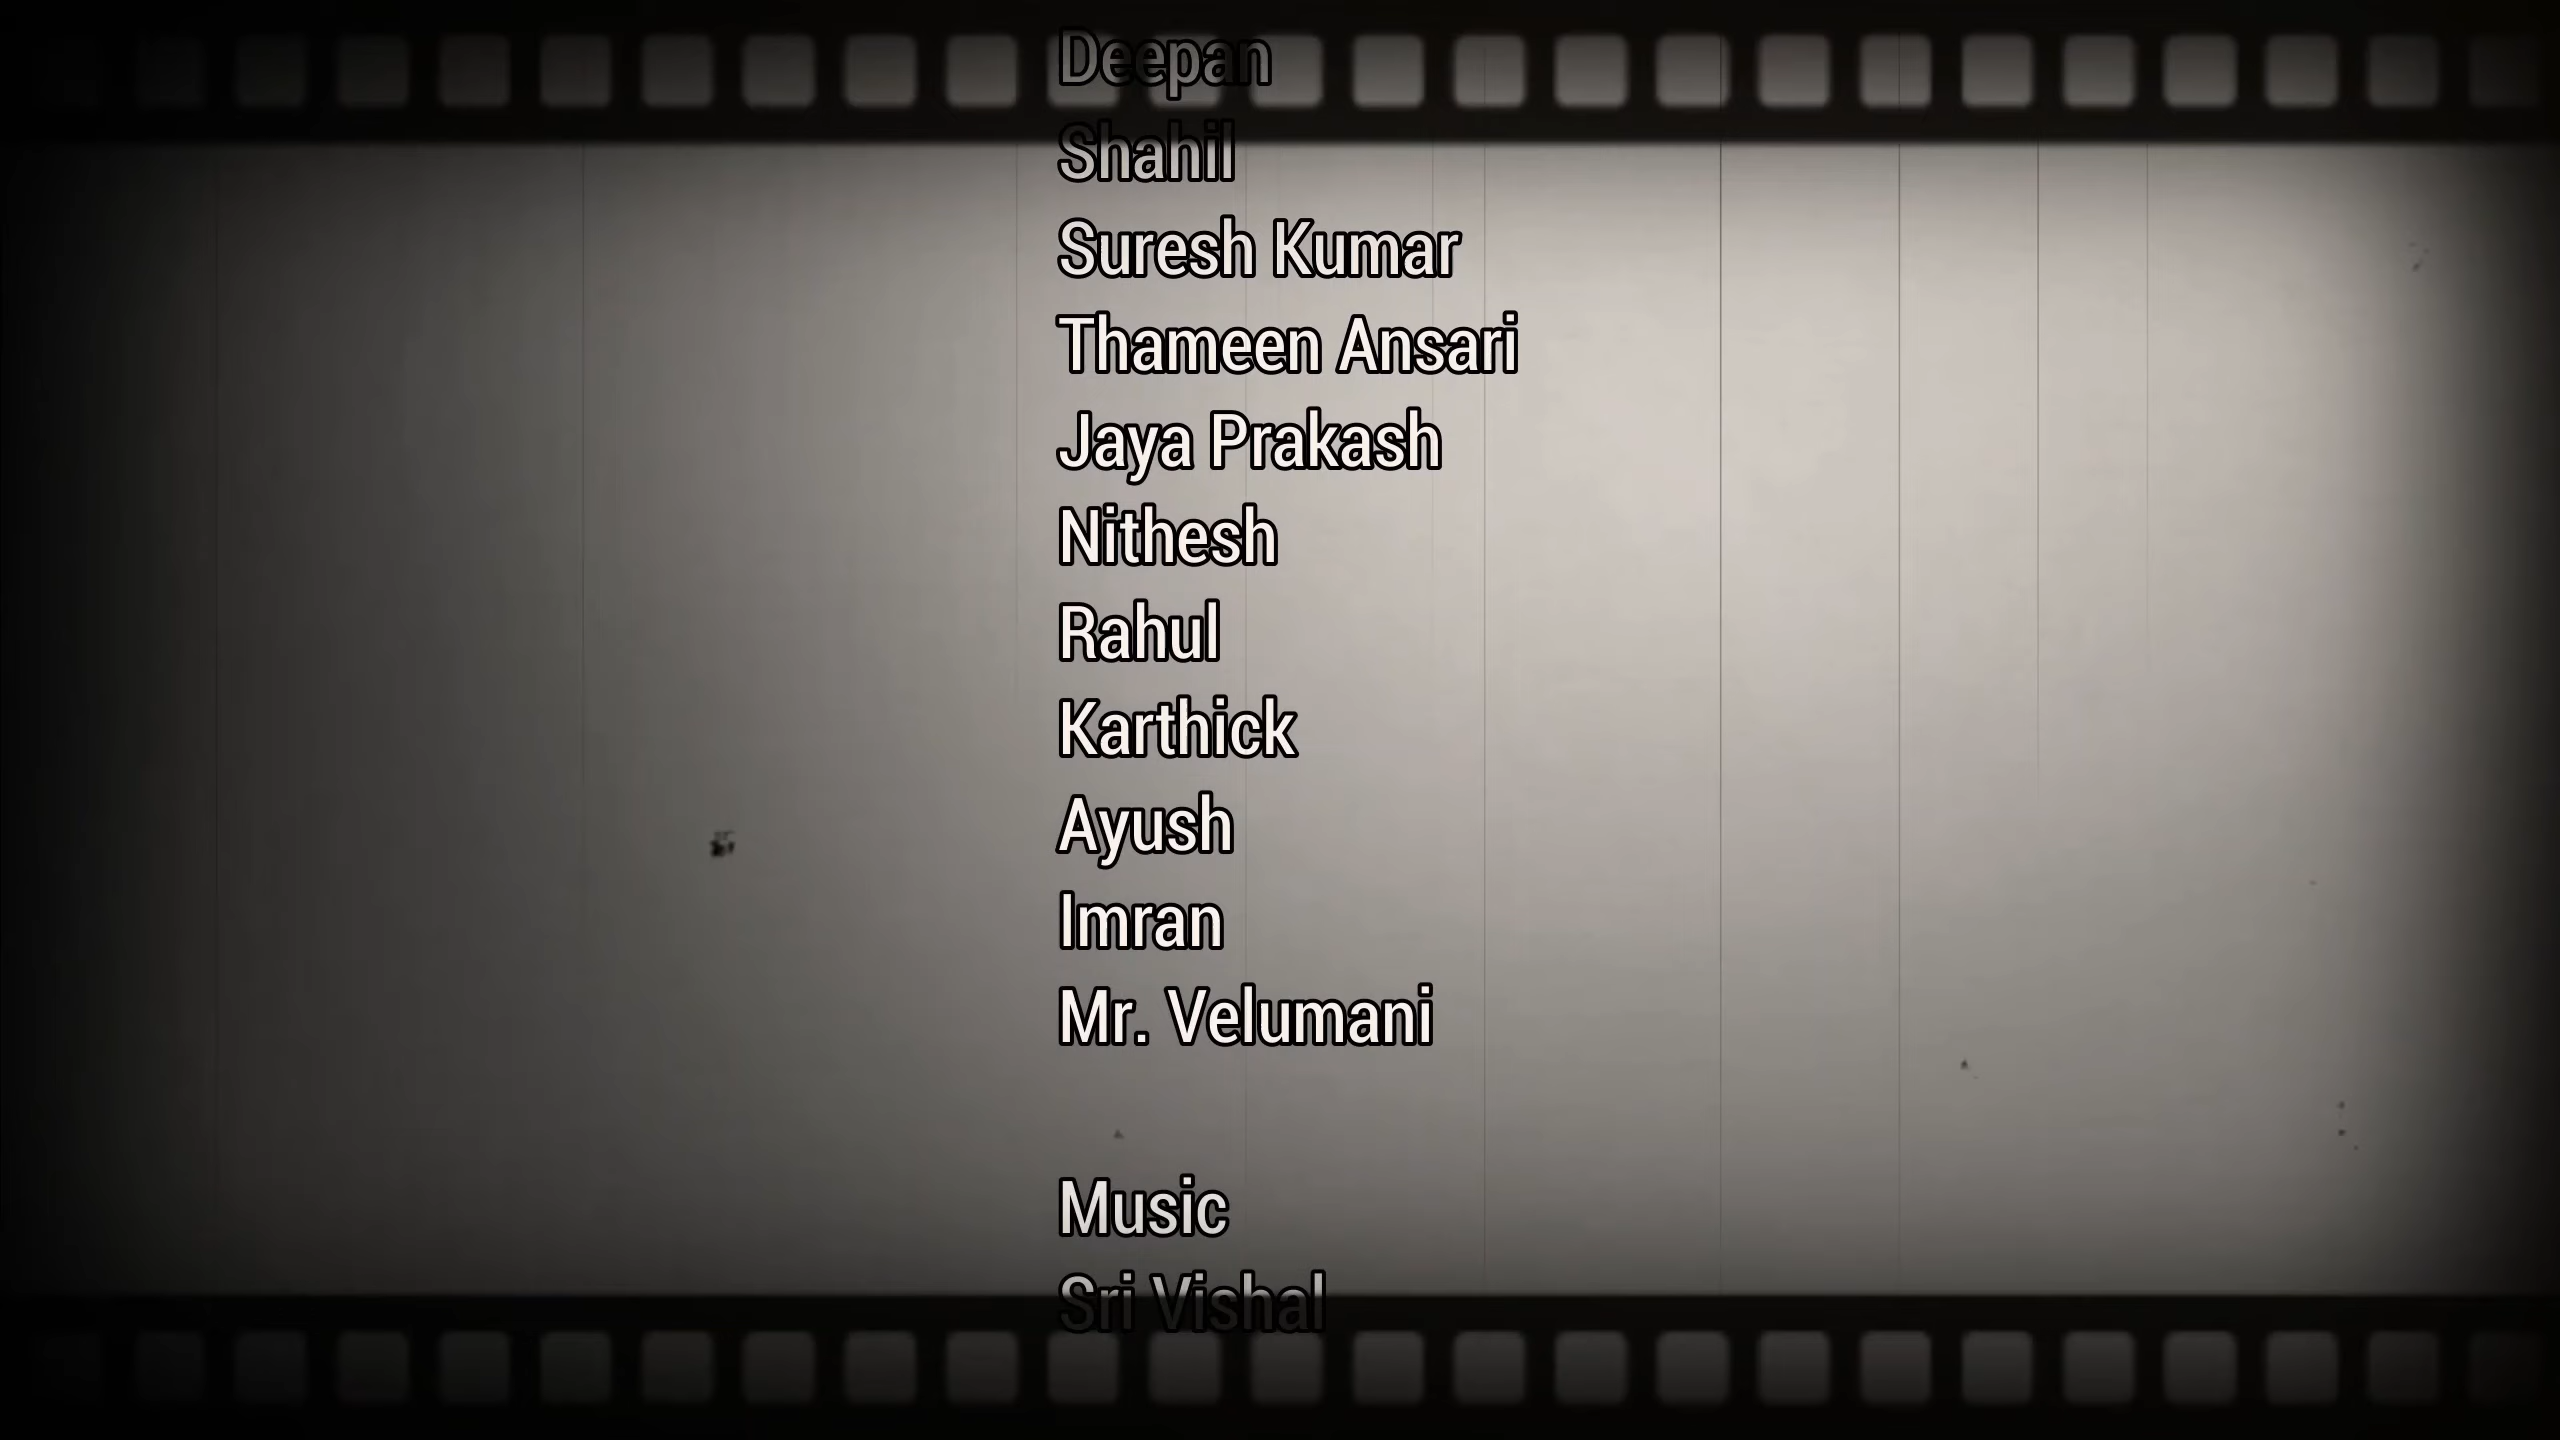 Deepan
Shahil
Suresh Kumar
Thameen Ansari
Jaya Prakash
Nithesh
Rahul
Karthick
Ayush
Imran
Mr. Velumani
Music
Sri Vishal